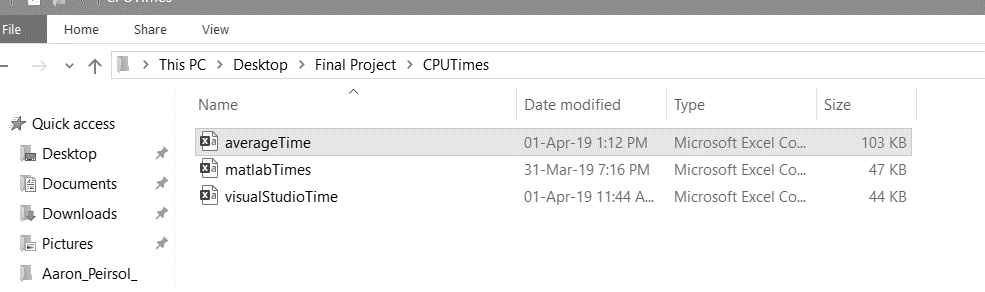 CPUTimes
File Home Share View
This PC > Desktop > Final Project > CPUTimes
Name Date modified Type Size
Quick access
averageTime 01-Apr-19 1:12 PM Microsoft Excel Co... 103 KB
Desktop
matlabTimes 31-Mar-19 7:16 PM Microsoft Excel Co... 47 KB
Documents
visualStudioTime 01-Apr-19 11:44 A... Microsoft Excel Co... 44 KB
Downloads
Pictures
Aaron_Peirsol_